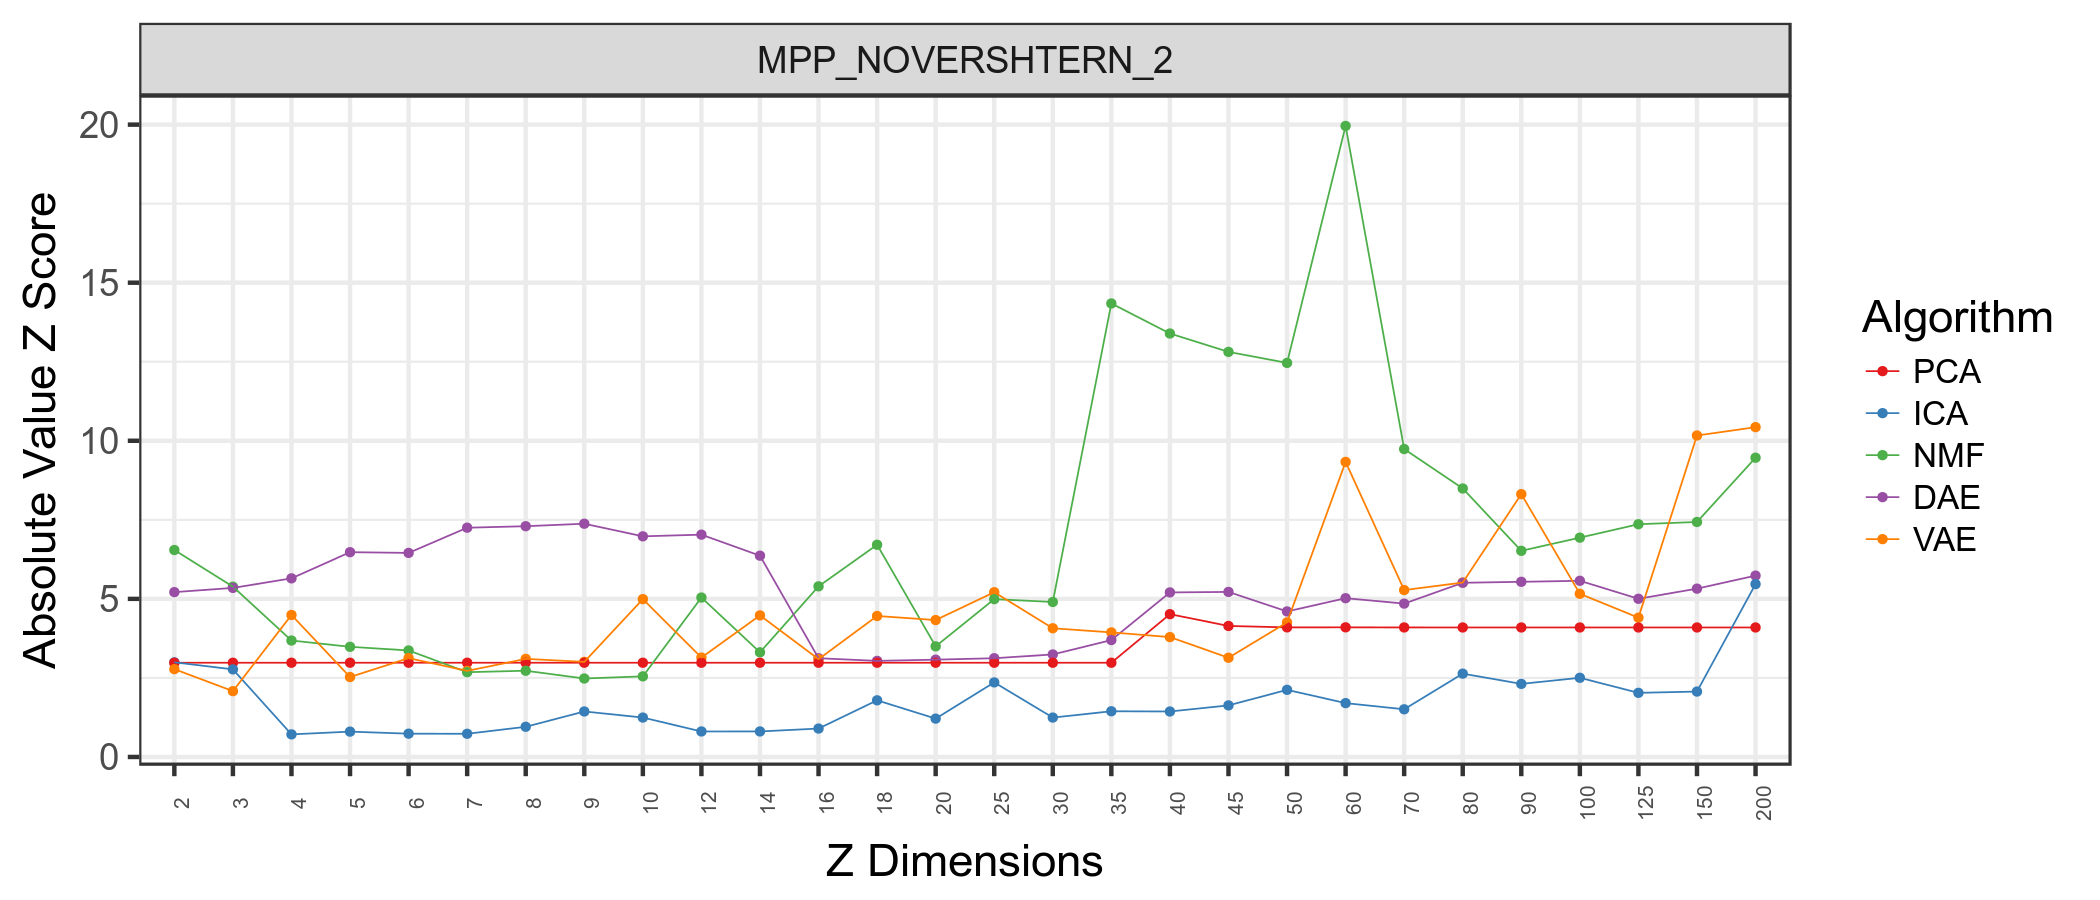 MPP_NOVERSHTERN_2
Absolute Value Z Score
20
15
10
5
0
2 3 4 5 6 7 8 9 10 12 14 16 18 20 25 30 35 40 45 50 60 70 80 90 100 125 150 200
Z Dimensions
Algorithm
PCA
ICA
NMF
DAE
VAE